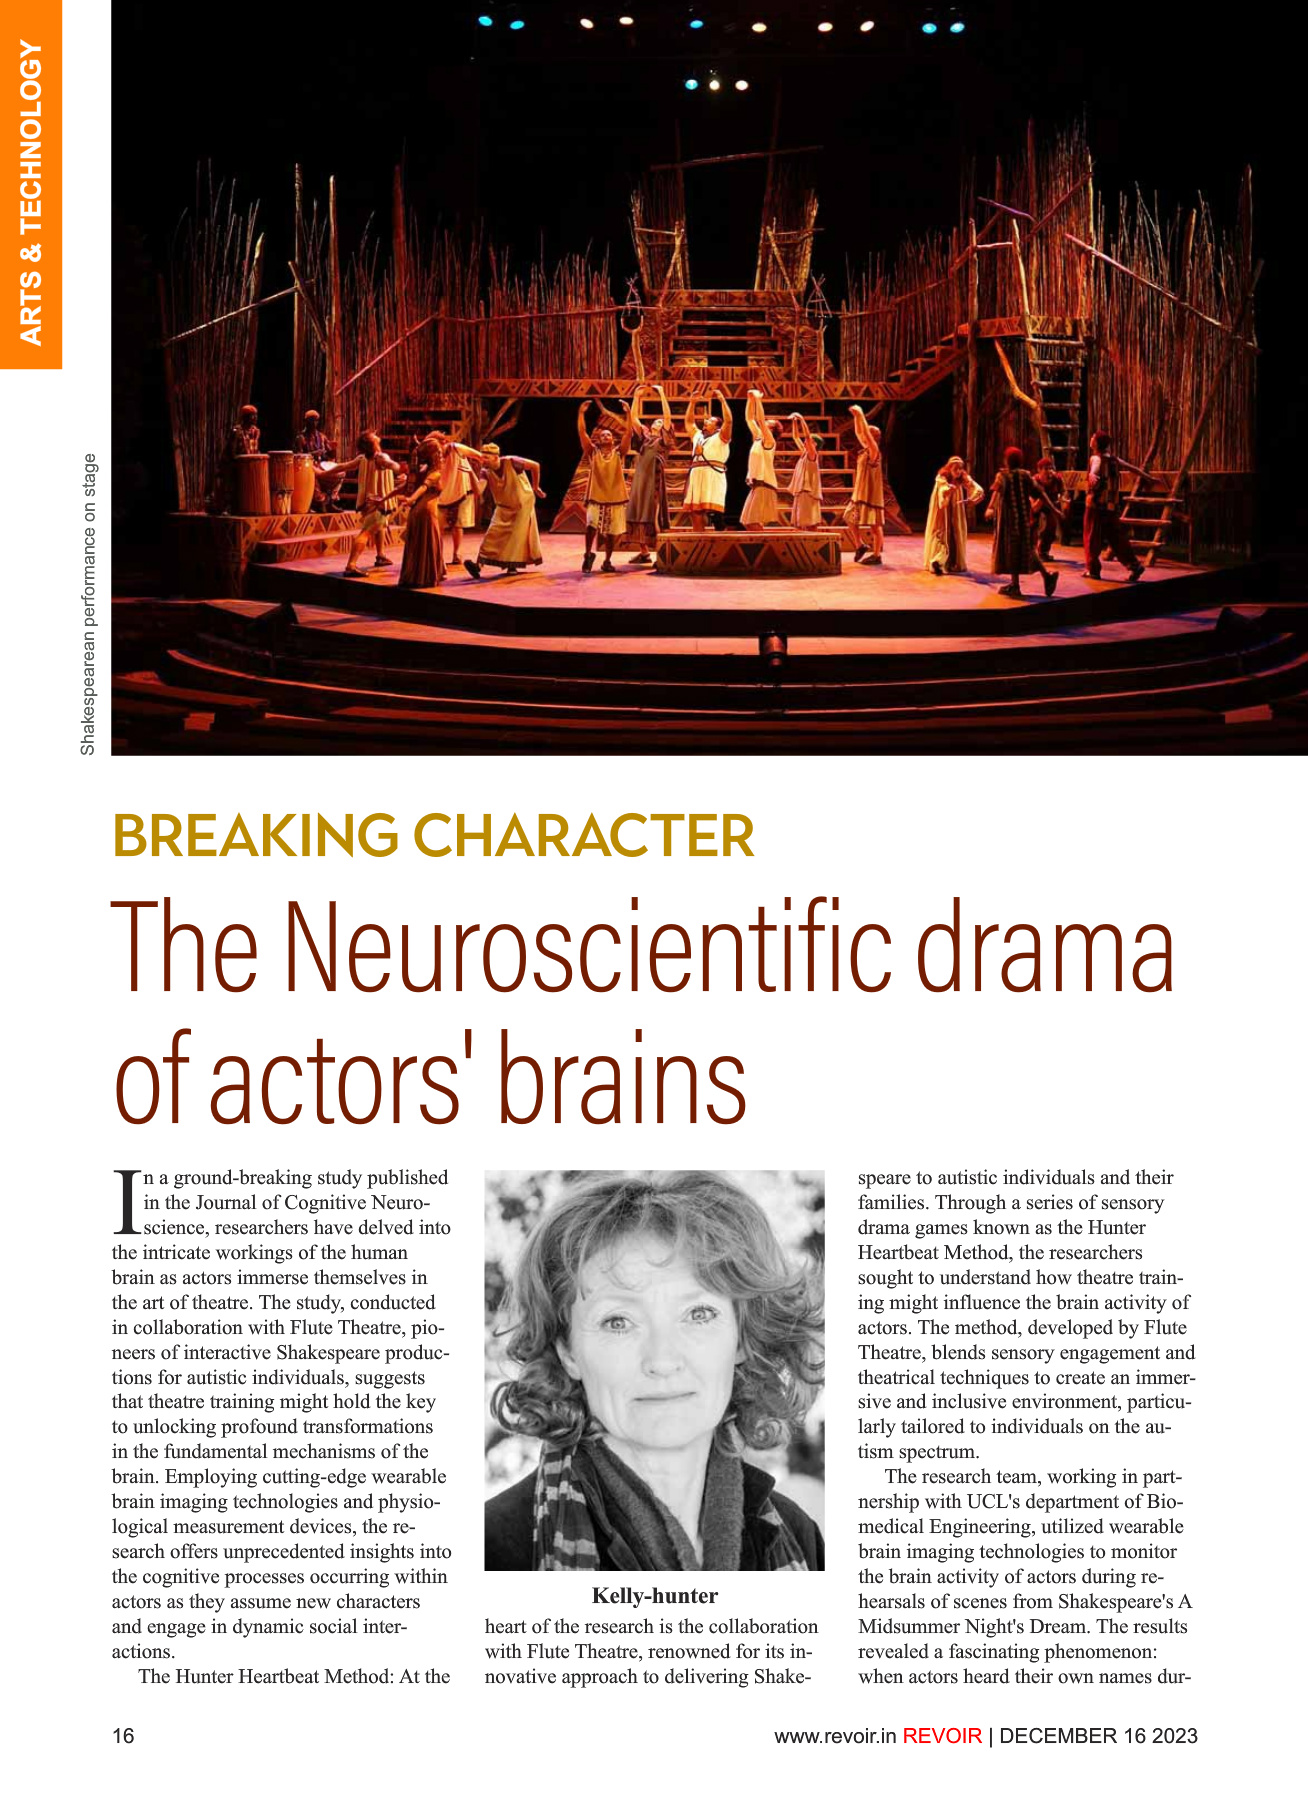 ARTS & TECHNOLOGY
Shakespearean performance on stage
BREAKING CHARACTER
The Neuroscientific drama
of actors' brains
In a ground-breaking study published
in the Journal of Cognitive Neuro-
science, researchers have delved into
the intricate workings of the human
brain as actors immerse themselves in
the art of theatre. The study, conducted
in collaboration with Flute Theatre, pio-
neers of interactive Shakespeare produc-
tions for autistic individuals, suggests
that theatre training might hold the key
to unlocking profound transformations
in the fundamental mechanisms of the
brain. Employing cutting-edge wearable
brain imaging technologies and physio-
logical measurement devices, the re-
search offers unprecedented insights into
the cognitive processes occurring within
actors as they assume new characters
and engage in dynamic social inter-
actions.
The Hunter Heartbeat Method: At the
Kelly-hunter
heart of the research is the collaboration
with Flute Theatre, renowned for its in-
novative approach to delivering Shake-
speare to autistic individuals and their
families. Through a series of sensory
drama games known as the Hunter
Heartbeat Method, the researchers
sought to understand how theatre train-
ing might influence the brain activity of
actors. The method, developed by Flute
Theatre, blends sensory engagement and
theatrical techniques to create an immer-
sive and inclusive environment, particu-
larly tailored to individuals on the au-
tism spectrum.
The research team, working in part-
nership with UCL's department of Bio-
medical Engineering, utilized wearable
brain imaging technologies to monitor
the brain activity of actors during re-
hearsals of scenes from Shakespeare's A
Midsummer Night's Dream. The results
revealed a fascinating phenomenon:
when actors heard their own names dur-
16
www.revoir.in REVOIR | DECEMBER 16 2023